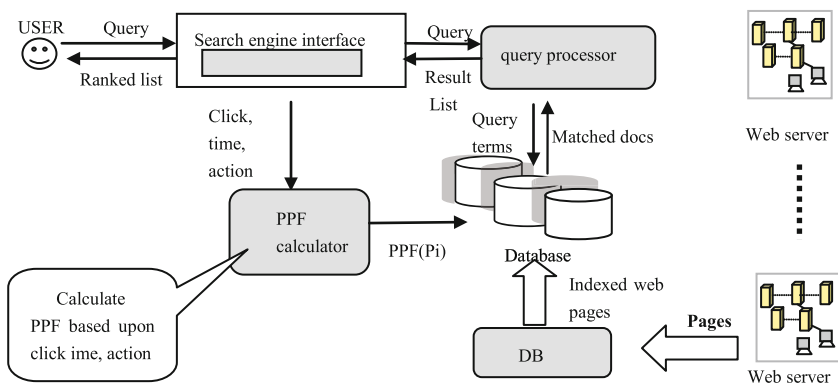 USER
Query
Ranked list
Search engine interface
Query
Result
List
query processor
Click,
time,
action
Query
terms
Matched docs
Web server
PPF
calculator
PPF(Pi)
Database
Calculate
PPF based upon
click ime, action
Indexed web
pages
DB
Pages
Web server